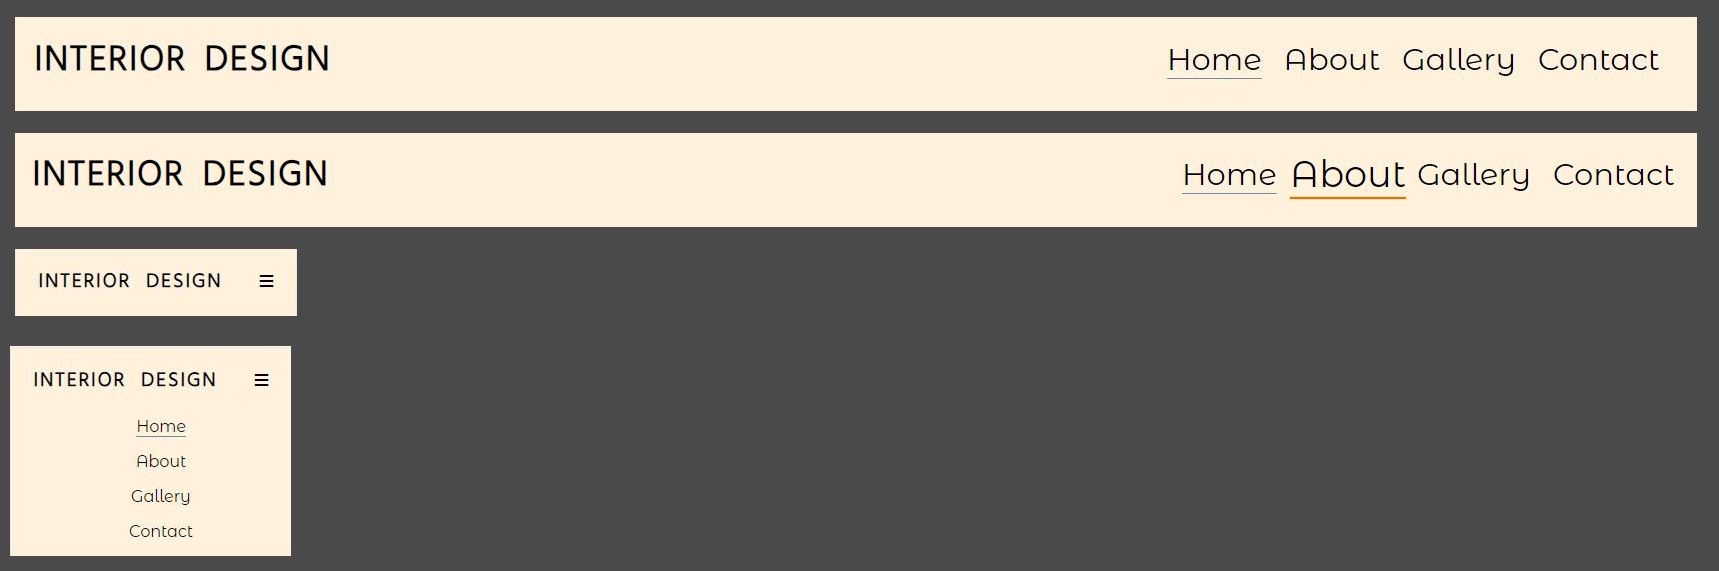 INTERIOR DESIGN Home About Gallery Contact
INTERIOR DESIGN Home About Gallery Contact
INTERIOR DESIGN ☰
INTERIOR DESIGN ☰
Home
About
Gallery
Contact